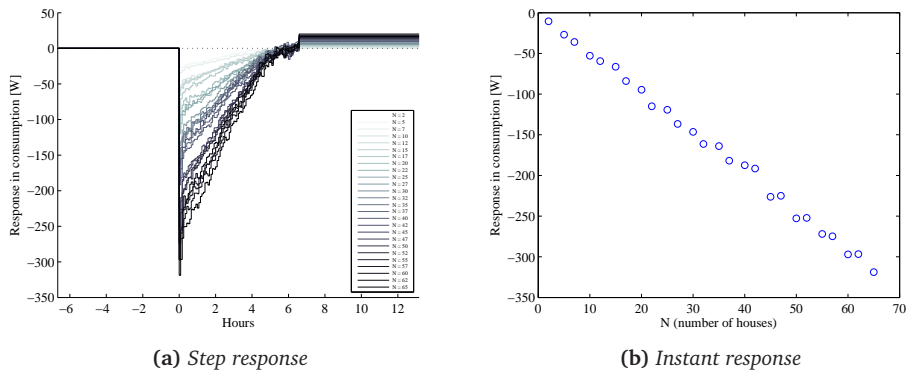 50
0
−50
−100
−150
−200
−250
−300
−350
Response in consumption [W]
−6 −4 −2 0 2 4 6 8 10 12
Hours
N = 2
N = 5
N = 7
N = 10
N = 12
N = 15
N = 17
N = 20
N = 22
N = 25
N = 27
N = 30
N = 32
N = 35
N = 37
N = 40
N = 42
N = 45
N = 47
N = 50
N = 52
N = 55
N = 57
N = 60
N = 62
N = 65
(a) Step response
0
−50
−100
−150
−200
−250
−300
−350
Response in consumption [W]
0 10 20 30 40 50 60 70
N (number of houses)
(b) Instant response